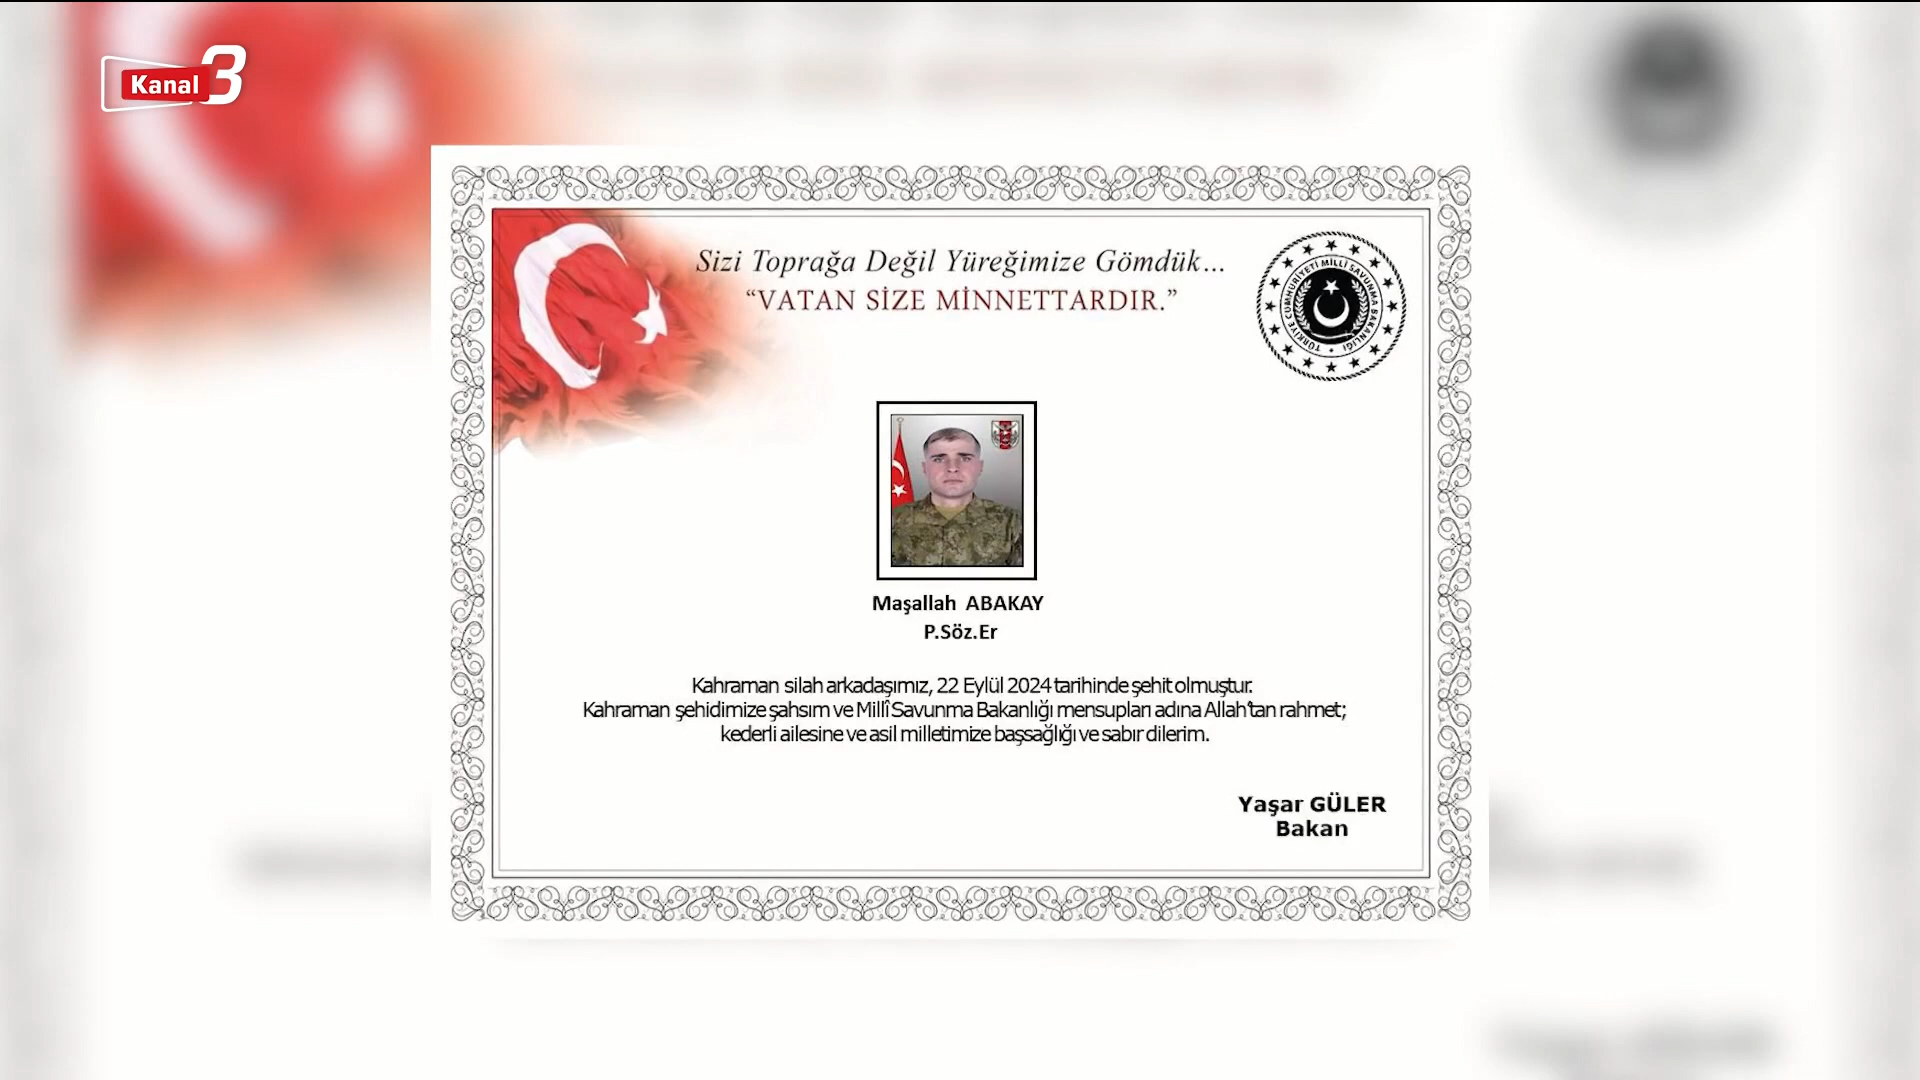 Kanal 3
Sizi Toprağa Değil Yüreğimize Gömdük...
“VATAN SİZE MİNNETTARDIR.”
TÜRKİYE CUMHURİYETİ MİLLÎ SAVUNMA BAKANLIĞI
Maşallah ABAKAY
P.Söz.Er
Kahraman silah arkadaşımız, 22 Eylül 2024 tarihinde şehit olmuştur.
Kahraman şehidimize şahsım ve Millî Savunma Bakanlığı mensupları adına Allah’tan rahmet;
kederli ailesine ve asil milletimize başsağlığı ve sabır dilerim.
Yaşar GÜLER
Bakan